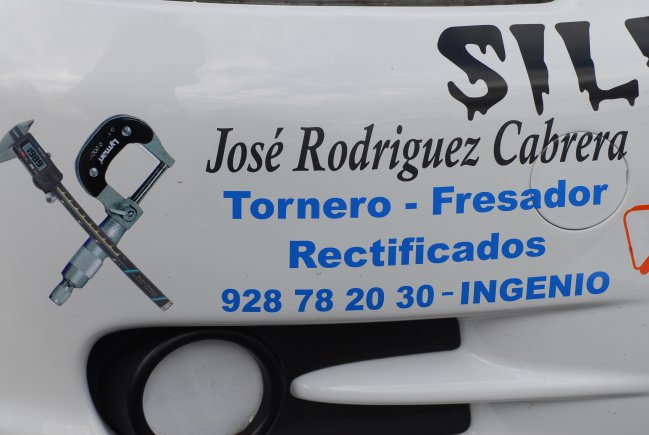 José Rodriguez Cabrera
Tornero - Fresador
Rectificados
928 78 20 30 - INGENIO